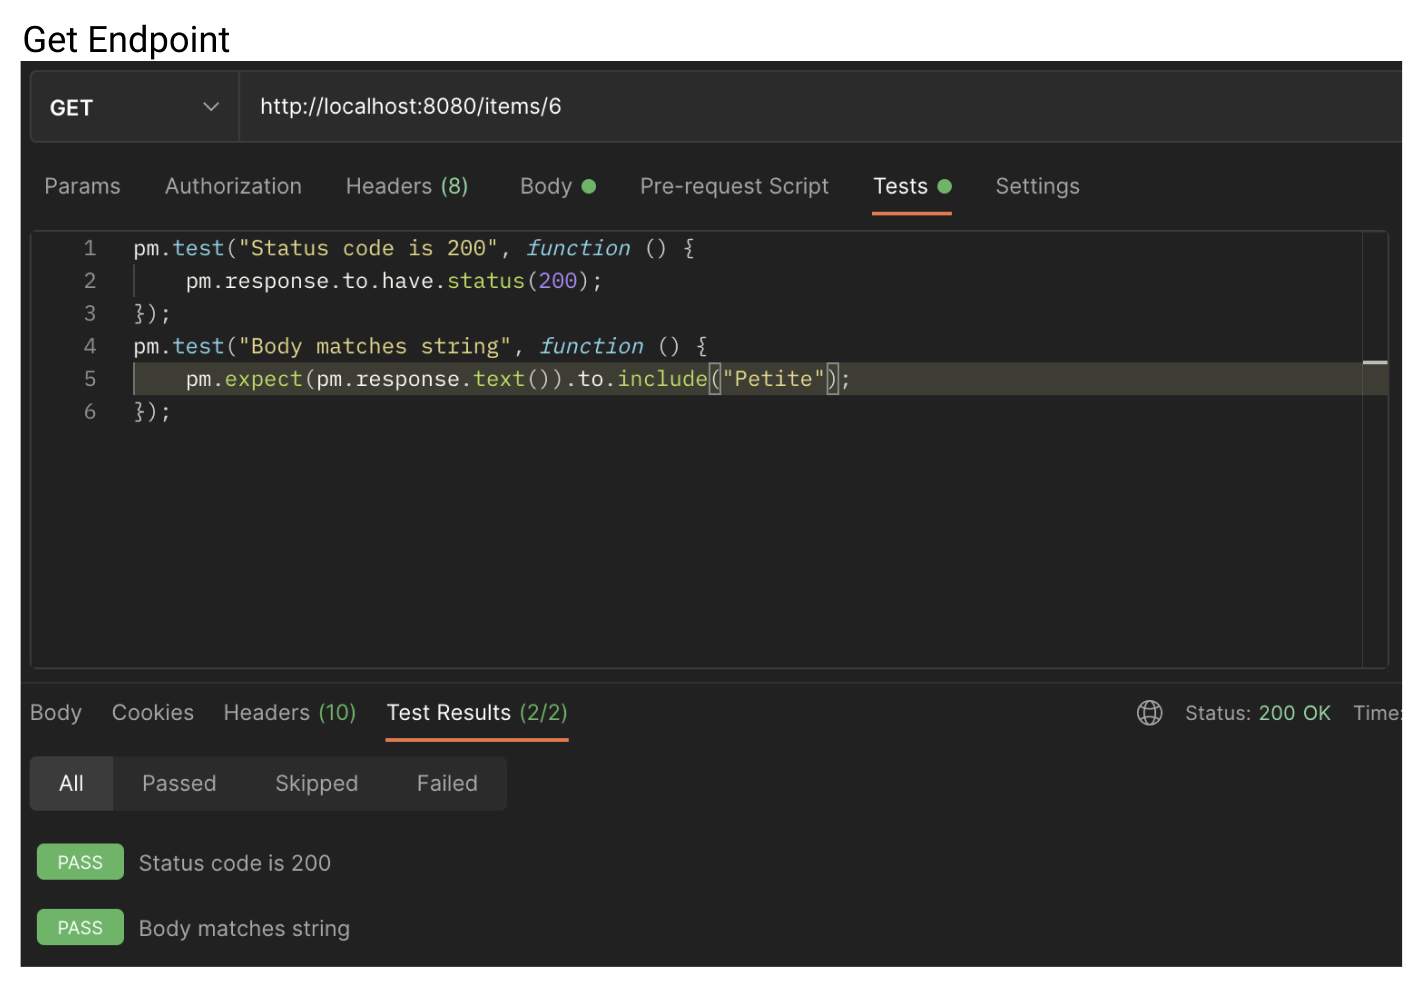 Get Endpoint
GET http://localhost:8080/items/6
Params Authorization Headers (8) Body Pre-request Script Tests Settings
1 pm.test("Status code is 200", function () {
2 pm.response.to.have.status(200);
3 });
4 pm.test("Body matches string", function () {
5 pm.expect(pm.response.text()).to.include("Petite");
6 });
Body Cookies Headers (10) Test Results (2/2) Status: 200 OK Time:
All Passed Skipped Failed
PASS Status code is 200
PASS Body matches string